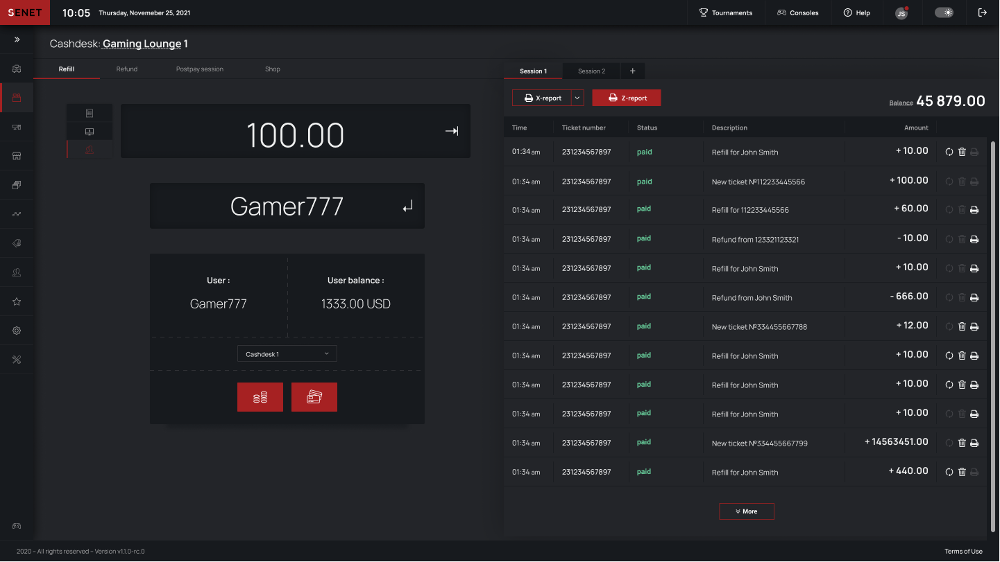 SENET 10:05 Thursday, Novemeber 25, 2021 Tournaments Consoles Help JS
Cashdesk: Gaming Lounge 1
Refill Refund Postpay session Shop
Session 1 Session 2 +
X-report Z-report Balance 45 879.00
100.00
Gamer777
User : User balance :
Gamer777 1333.00 USD
Cashdesk 1
Time Ticket number Status Description Amount
01:34 am 231234567897 paid Refill for John Smith + 10.00
01:34 am 231234567897 paid New ticket №112233445566 + 100.00
01:34 am 231234567897 paid Refill for 112233445566 + 60.00
01:34 am 231234567897 paid Refund from 123321123321 - 10.00
01:34 am 231234567897 paid Refill for John Smith + 10.00
01:34 am 231234567897 paid Refund from John Smith - 666.00
01:34 am 231234567897 paid New ticket №334455667788 + 12.00
01:34 am 231234567897 paid Refill for John Smith + 10.00
01:34 am 231234567897 paid Refill for John Smith + 10.00
01:34 am 231234567897 paid Refill for John Smith + 10.00
01:34 am 231234567897 paid New ticket №334455667799 + 14563451.00
01:34 am 231234567897 paid Refill for John Smith + 440.00
More
2020 – All rights reserved – Version v1.1.0-rc.0 Terms of Use